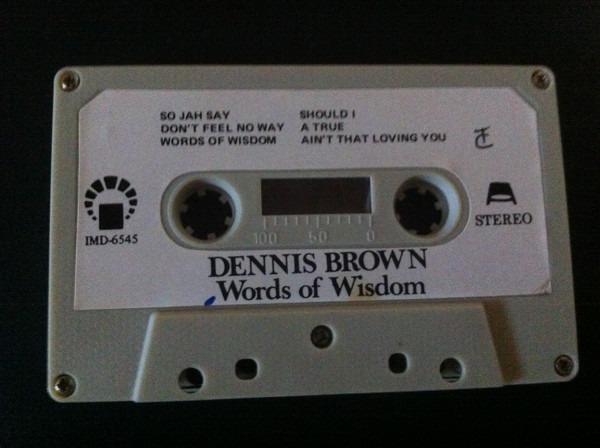 SO JAH SAY
DON'T FEEL NO WAY
WORDS OF WISDOM
SHOULD I
A TRUE
AIN'T THAT LOVING YOU
IMD-6545
100 50 0
STEREO
DENNIS BROWN
Words of Wisdom